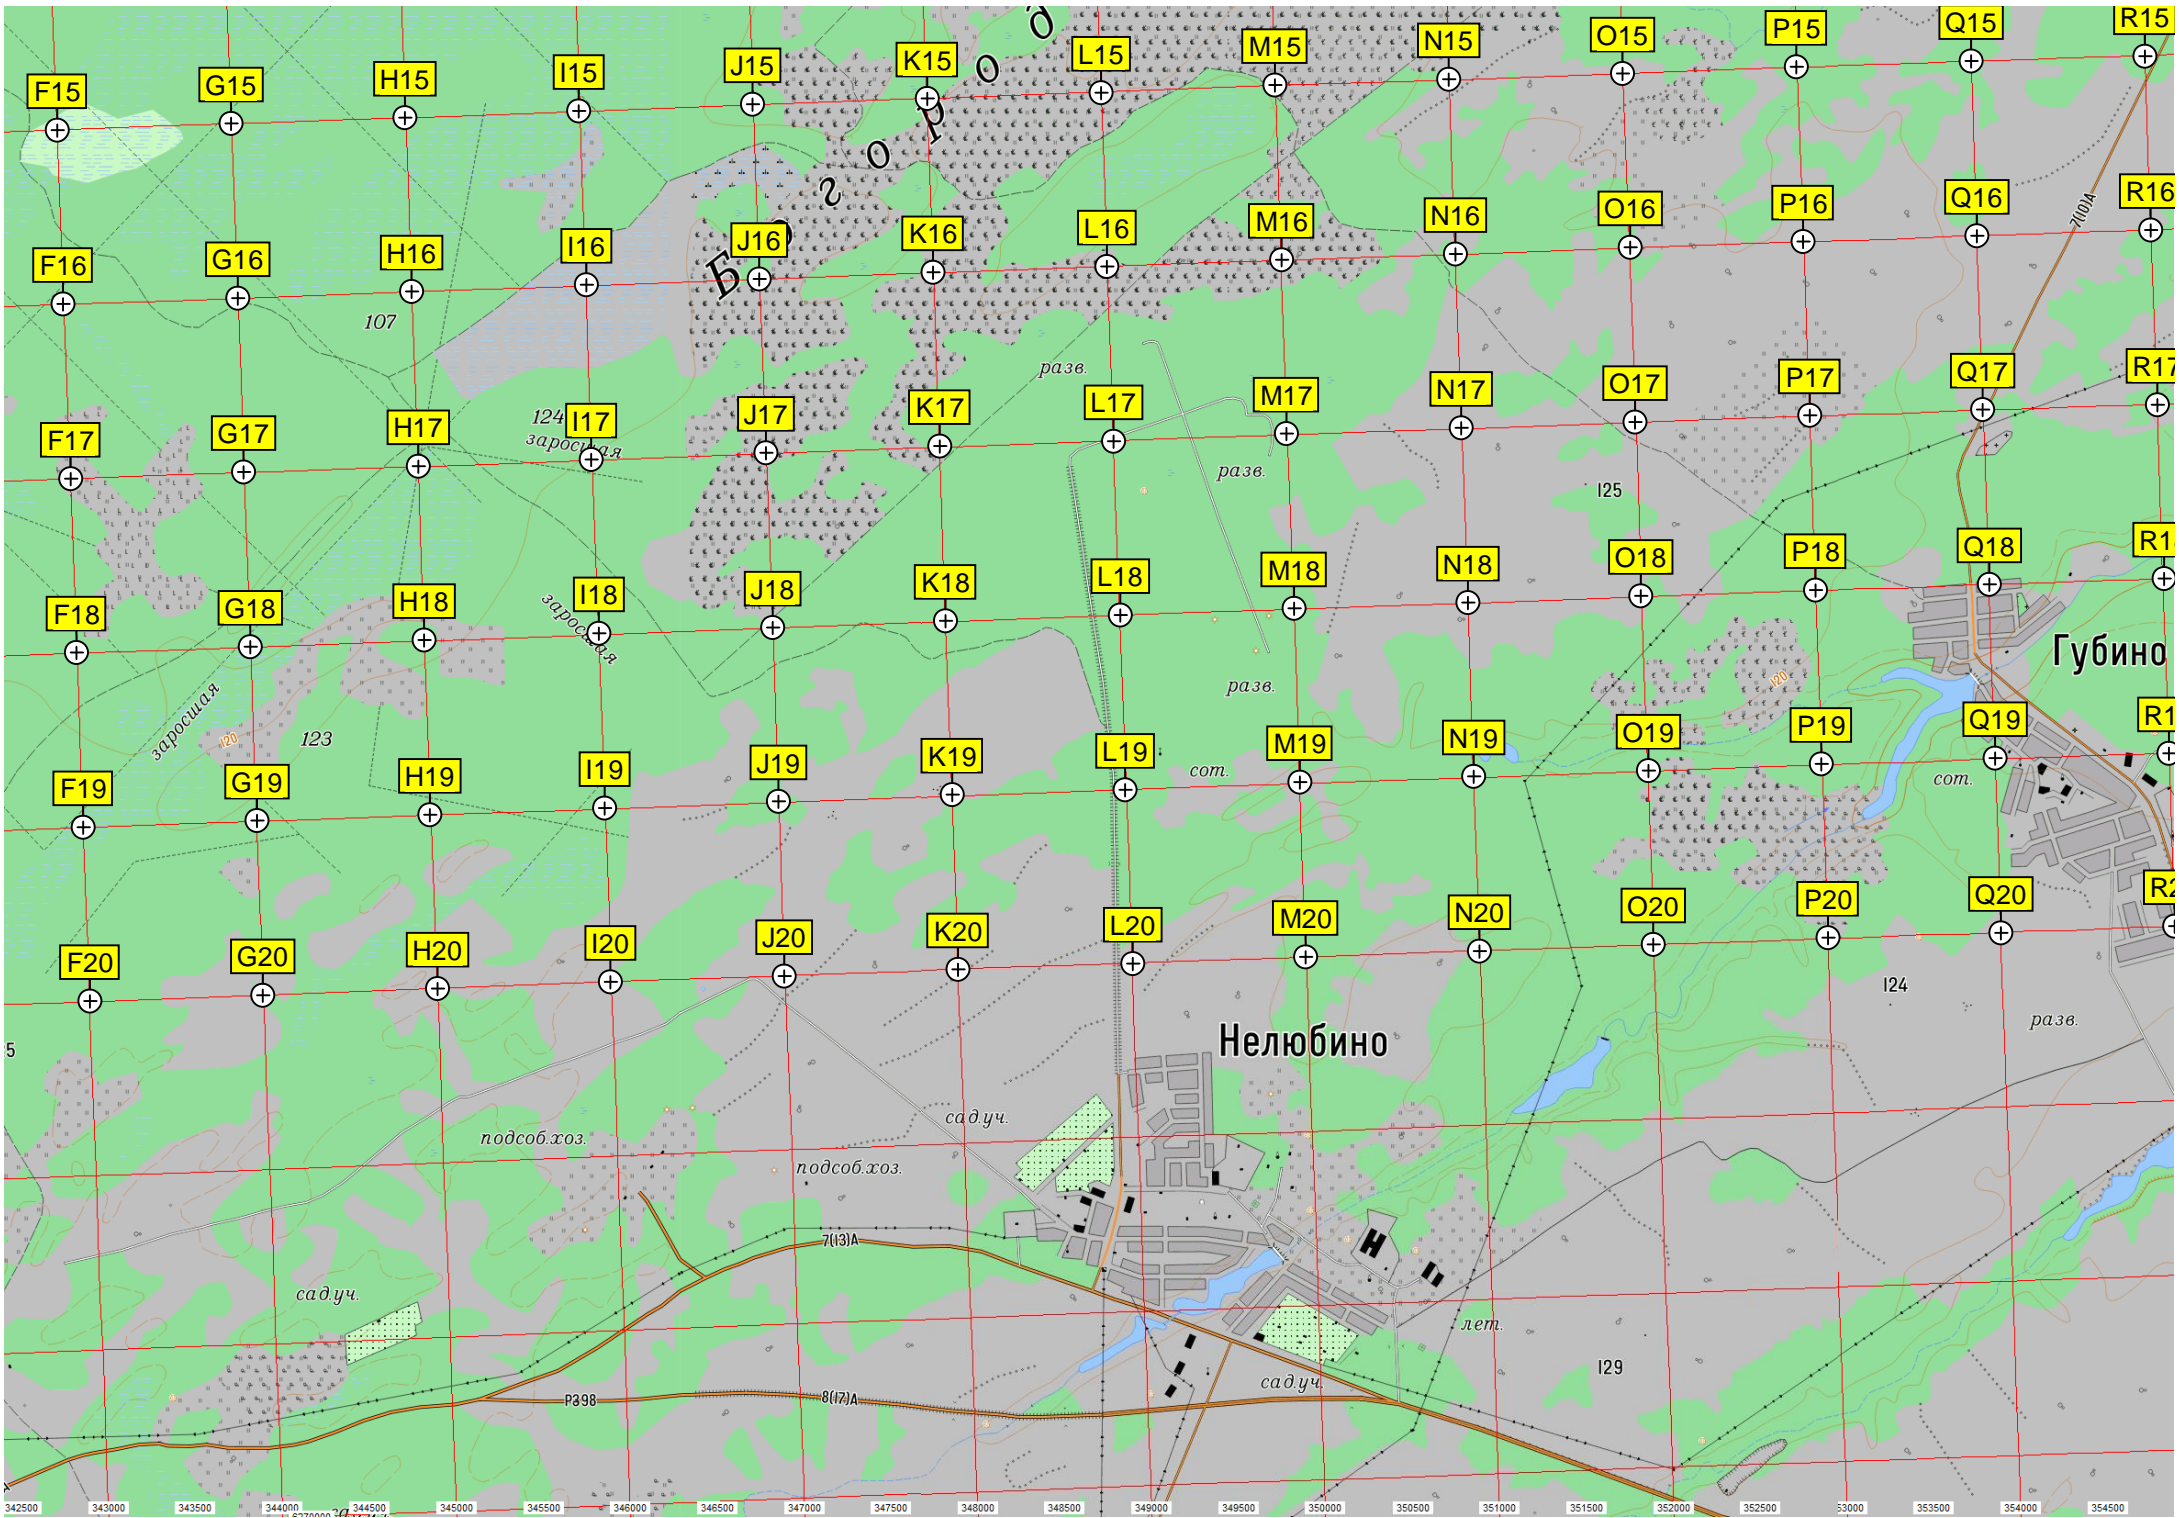 F15 G15 H15 I15 J15 K15 L15 M15 N15 O15 P15 Q15 R15
Б о г о р о д
7(10)А
F16 G16 H16 I16 J16 K16 L16 M16 N16 O16 P16 Q16 R16
107
разв.
F17 G17 H17 I17 J17 K17 L17 M17 N17 O17 P17 Q17 R17
124
заросшая
разв.
125
F18 G18 H18 I18 J18 K18 L18 M18 N18 O18 P18 Q18
заросшая
Губино
разв.
120
заросшая
120
123
F19 G19 H19 I19 J19 K19 L19 M19 N19 O19 P19 Q19
сот.
сот.
F20 G20 H20 I20 J20 K20 L20 M20 N20 O20 P20 Q20
124
разв.
Нелюбино
5
сад.уч.
подсоб.хоз.
подсоб.хоз.
7(13)А
сад.уч.
лет.
129
сад.уч.
Р398
8(17)А
342500 343000 343500 344000 344500 345000 345500 346000 346500 347000 347500 348000 348500 349000 349500 350000 350500 351000 351500 352000 352500 353000 353500 354000 354500